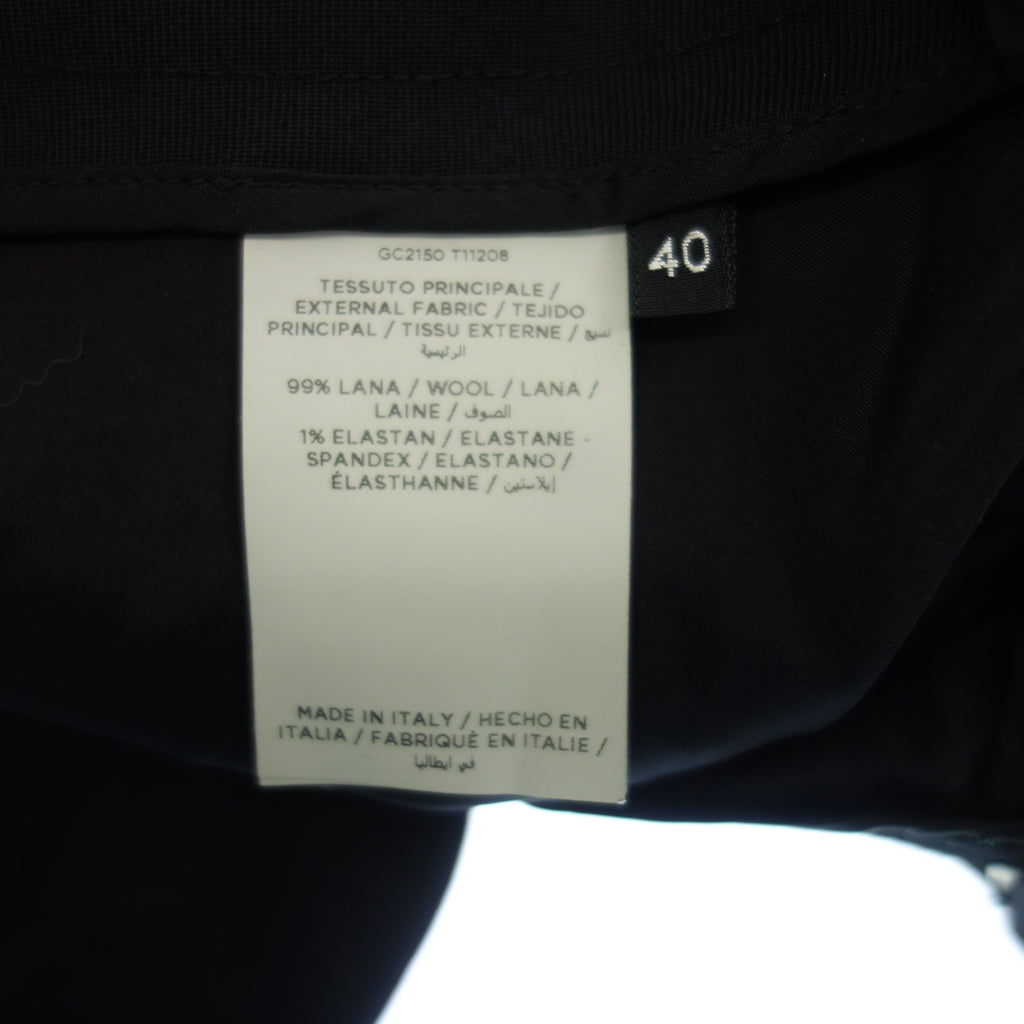 GC2150 T11208
40
TESSUTO PRINCIPALE /
EXTERNAL FABRIC / TEJIDO
PRINCIPAL / TISSU EXTERNE / نسيج
الرئيسية
99% LANA / WOOL / LANA /
LAINE / الصوف
1% ELASTAN / ELASTANE -
SPANDEX / ELASTANO /
ÉLASTHANNE / إيلاستين
MADE IN ITALY / HECHO EN
ITALIA / FABRIQUÈ EN ITALIE /
في ايطاليا